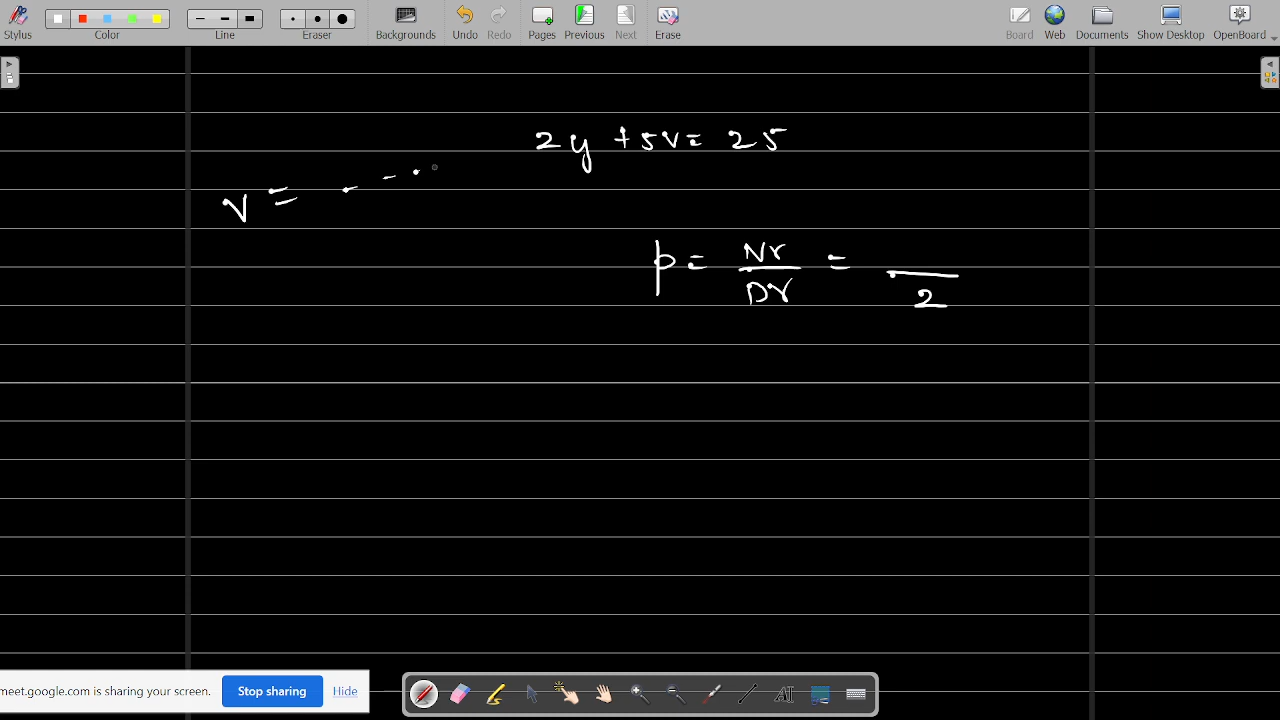 Stylus Color Line Eraser Backgrounds Undo Redo Pages Previous Next Erase Board Web Documents Show Desktop OpenBoard
2y + 5v = 25
v =
p = Nr / Dr = / 2
meet.google.com is sharing your screen. Stop sharing Hide